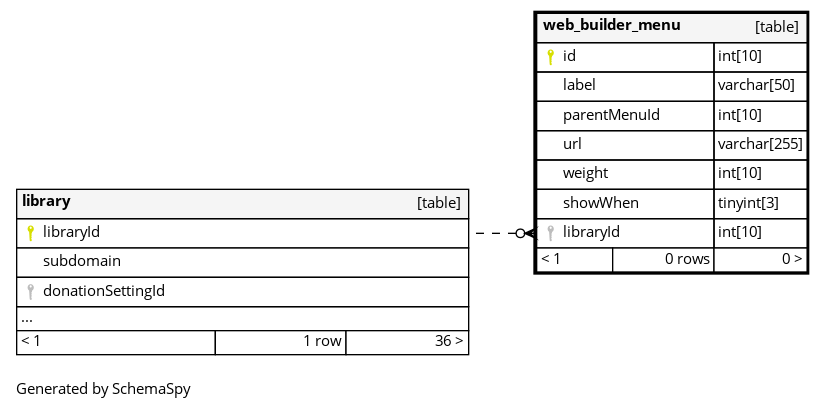 web_builder_menu [table]
id int[10]
label varchar[50]
parentMenuId int[10]
url varchar[255]
weight int[10]
showWhen tinyint[3]
libraryId int[10]
< 1 0 rows 0 >
library [table]
libraryId
subdomain
donationSettingId
...
< 1 1 row 36 >
Generated by SchemaSpy